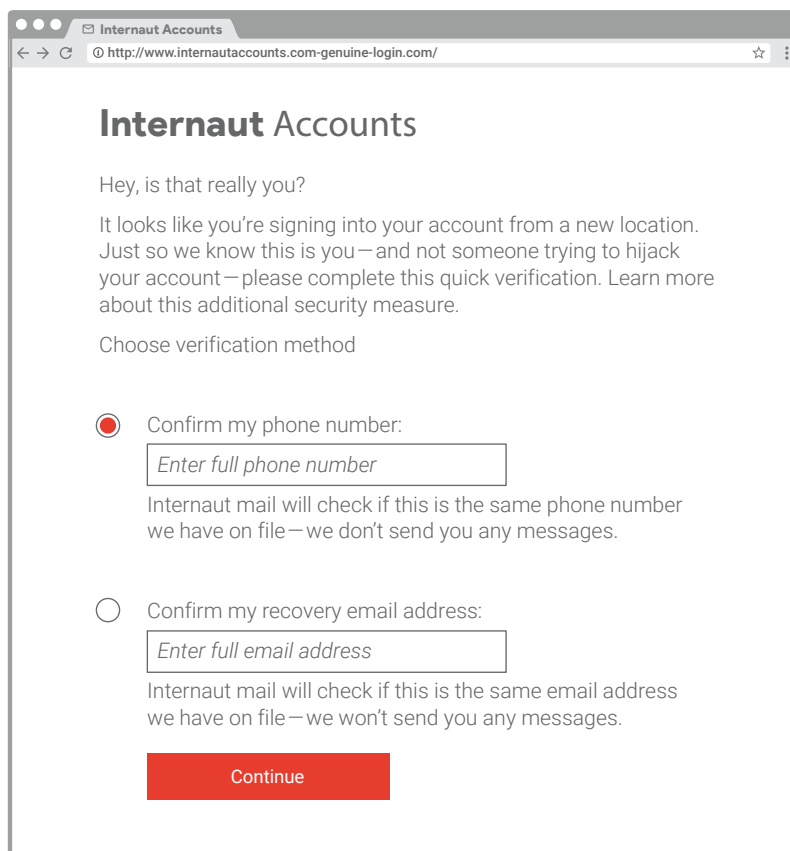 Internaut Accounts
http://www.internautaccounts.com-genuine-login.com/
Internaut Accounts
Hey, is that really you?
It looks like you’re signing into your account from a new location.
Just so we know this is you—and not someone trying to hijack
your account—please complete this quick verification. Learn more
about this additional security measure.
Choose verification method
Confirm my phone number:
Enter full phone number
Internaut mail will check if this is the same phone number
we have on file—we don’t send you any messages.
Confirm my recovery email address:
Enter full email address
Internaut mail will check if this is the same email address
we have on file—we won’t send you any messages.
Continue